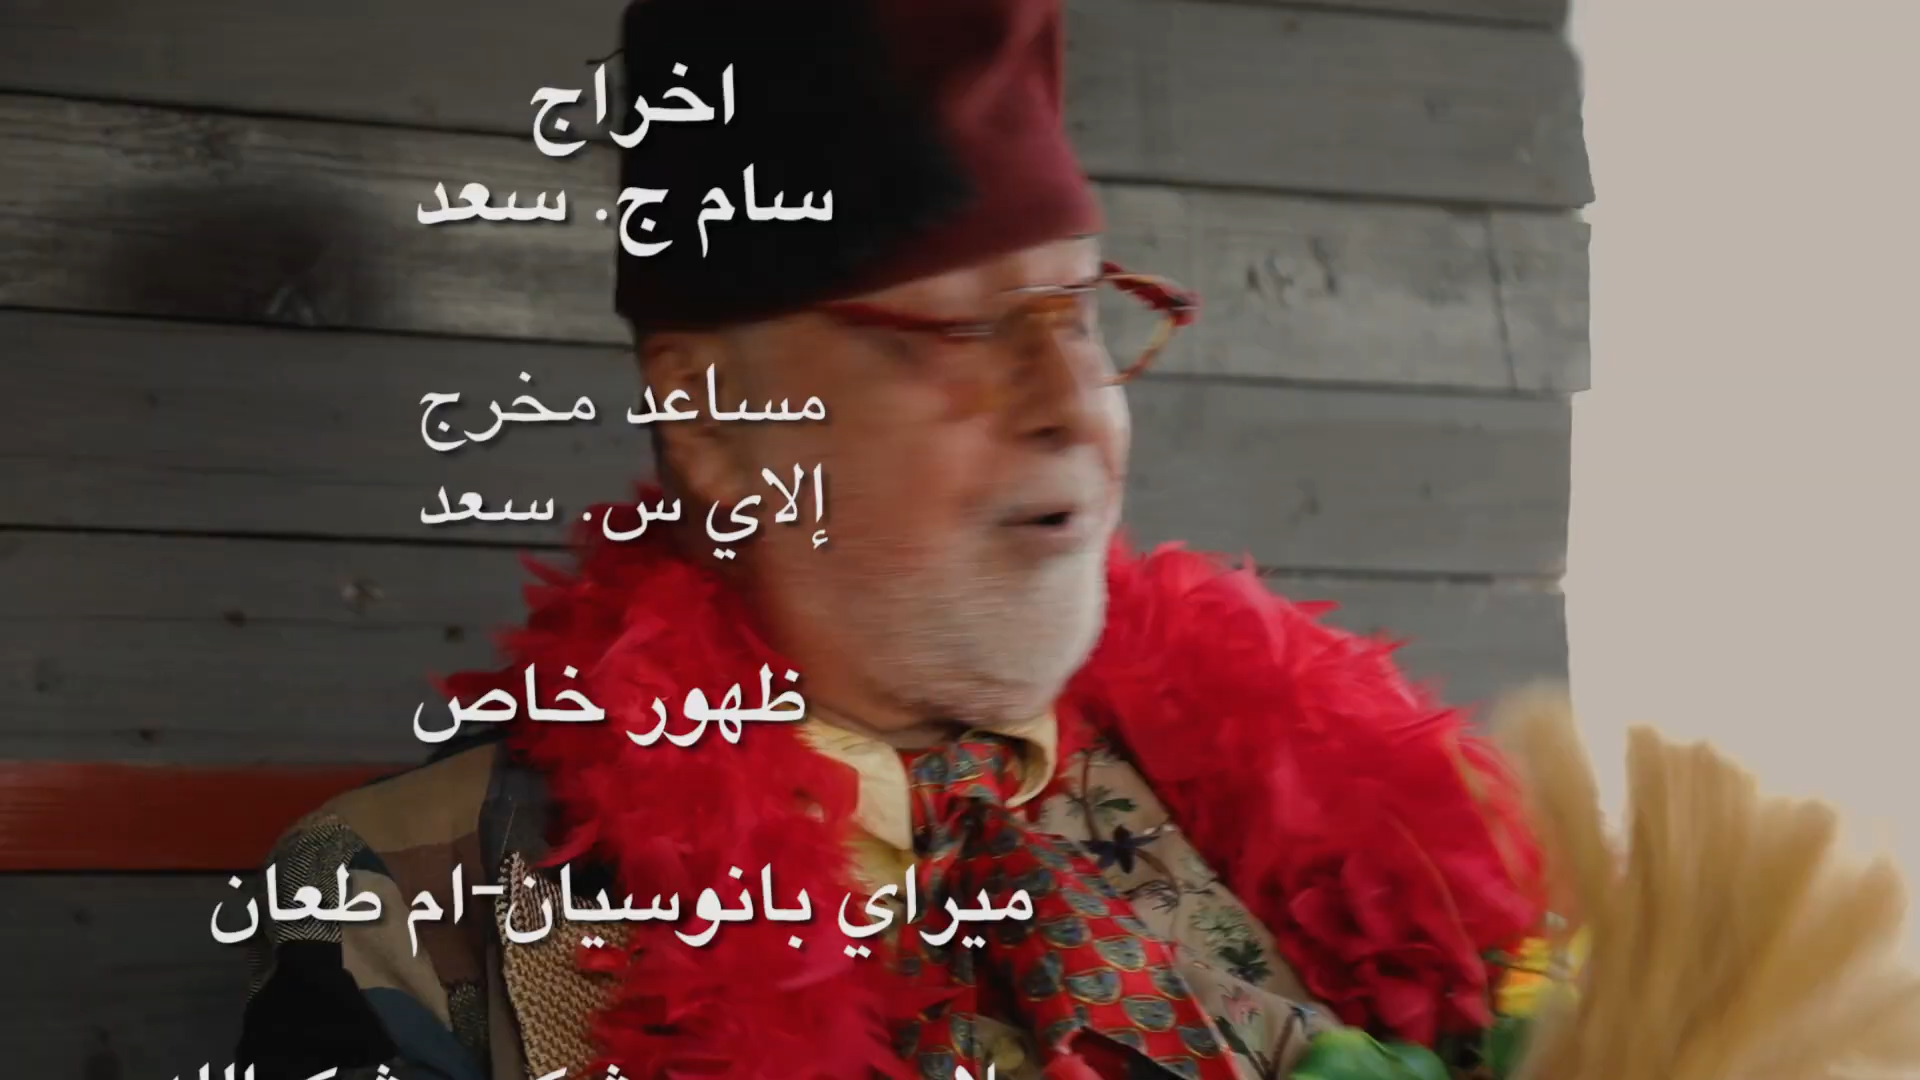 اخراج
سام ج. سعد
مساعد مخرج
إلاي س. سعد
ظهور خاص
ميراي بانوسيان-ام طعان